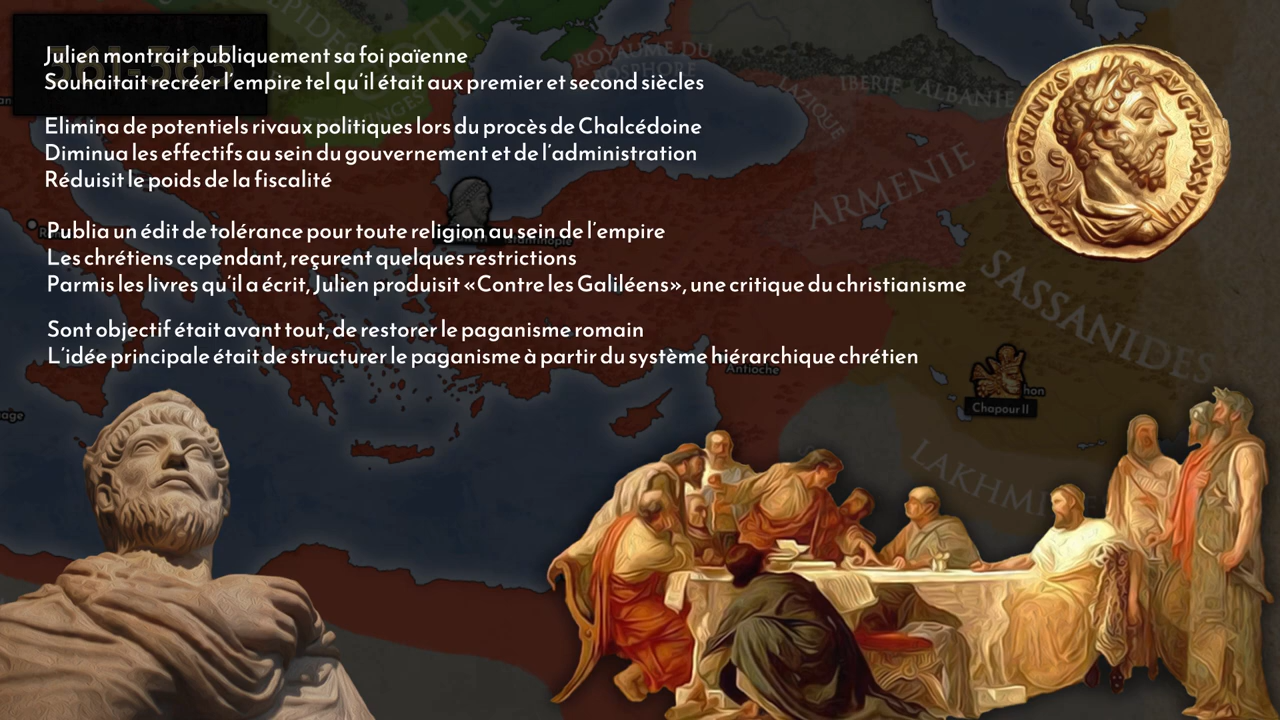 Julien montrait publiquement sa foi païenne
Souhaitait recréer l'empire tel qu'il était aux premier et second siècles
Elimina de potentiels rivaux politiques lors du procès de Chalcédoine
Diminua les effectifs au sein du gouvernement et de l'administration
Réduisit le poids de la fiscalité
Publia un édit de tolérance pour toute religion au sein de l'empire
Les chrétiens cependant, reçurent quelques restrictions
Parmis les livres qu'il a écrit, Julien produisit «Contre les Galiléens», une critique du christianisme
Sont objectif était avant tout, de restorer le paganisme romain
L'idée principale était de structurer le paganisme à partir du système hiérarchique chrétien
ROYAUME DU
BOSPHORE
LAZIQUE
IBERIE
ALBANIE
ARMENIE
SASSANIDES
Antioche
Chapour II
ANTONINVS AVG TR P XXVIII